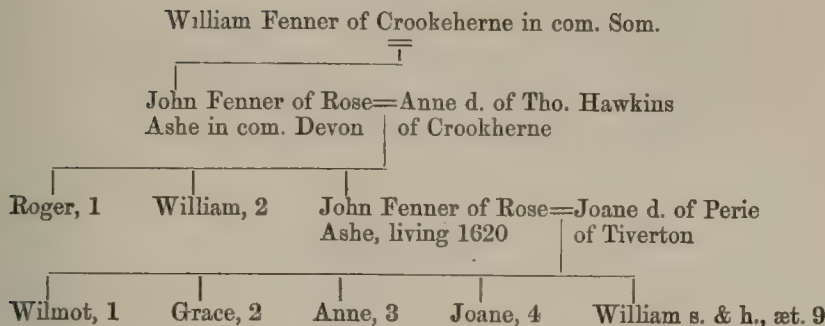 William Fenner of Crookeherne in com. Som.
John Fenner of Rose=Anne d. of Tho. Hawkins
Ashe in com. Devon of Crookherne
Roger, 1 William, 2 John Fenner of Rose=Joane d. of Perie
Ashe, living 1620 of Tiverton
Wilmot, 1 Grace, 2 Anne, 3 Joane, 4 William s. & h., æt. 9